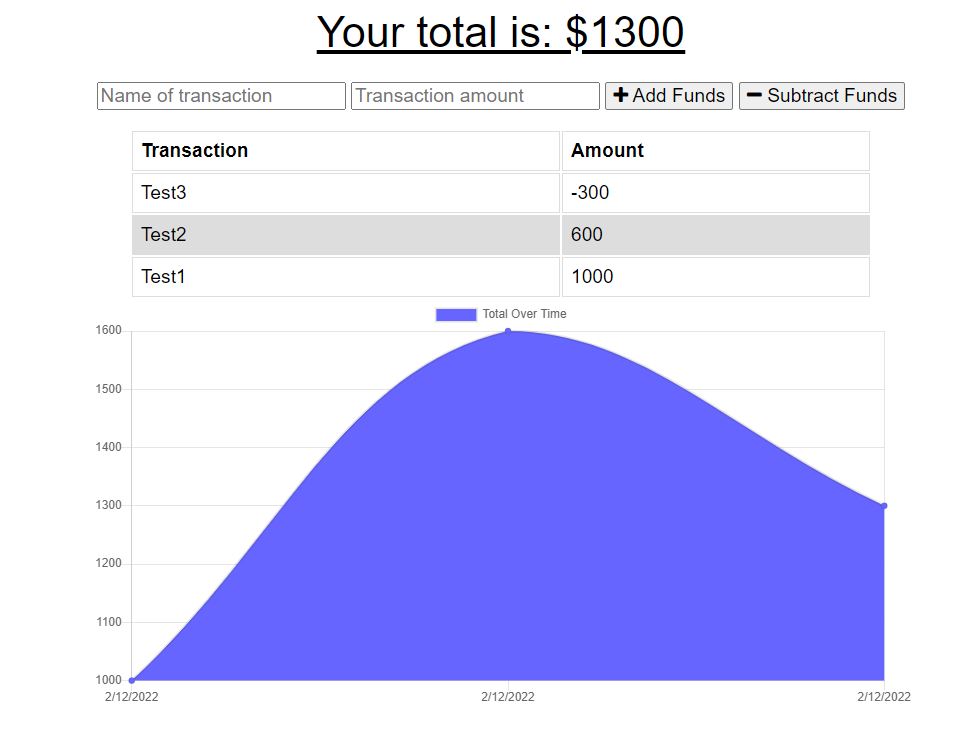 Your total is: $1300
Name of transaction Transaction amount Add Funds Subtract Funds
Transaction Amount
Test3 -300
Test2 600
Test1 1000
Total Over Time
1600
1500
1400
1300
1200
1100
1000
2/12/2022 2/12/2022 2/12/2022